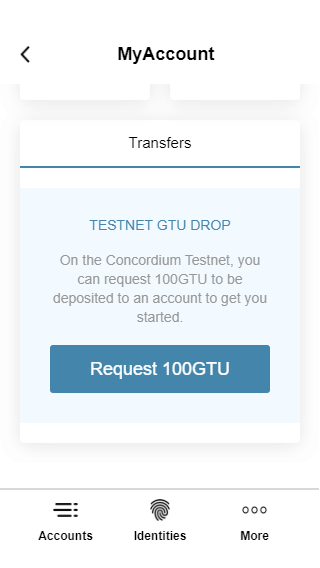 MyAccount
Transfers
TESTNET GTU DROP
On the Concordium Testnet, you
can request 100GTU to be
deposited to an account to get you
started.
Request 100GTU
Accounts
Identities
More